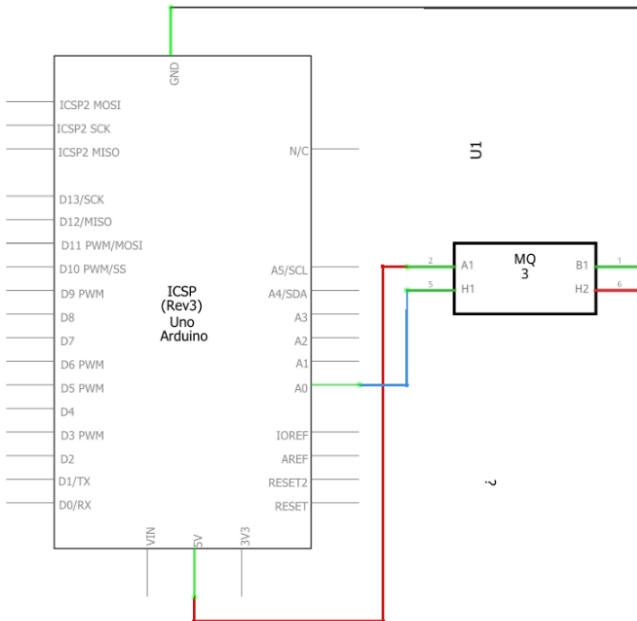 GND
ICSP2 MOSI
ICSP2 SCK
ICSP2 MISO
N/C
U1
D13/SCK
D12/MISO
D11 PWM/MOSI
D10 PWM/SS
A5/SCL
D9 PWM
A4/SDA
D8
A3
D7
A2
D6 PWM
A1
D5 PWM
A0
D4
D3 PWM
IOREF
D2
AREF
D1/TX
RESET2
D0/RX
RESET
ICSP
(Rev3)
Uno
Arduino
VIN
5V
3V3
MQ
3
2
A1
B1
1
5
H1
H2
6
¿